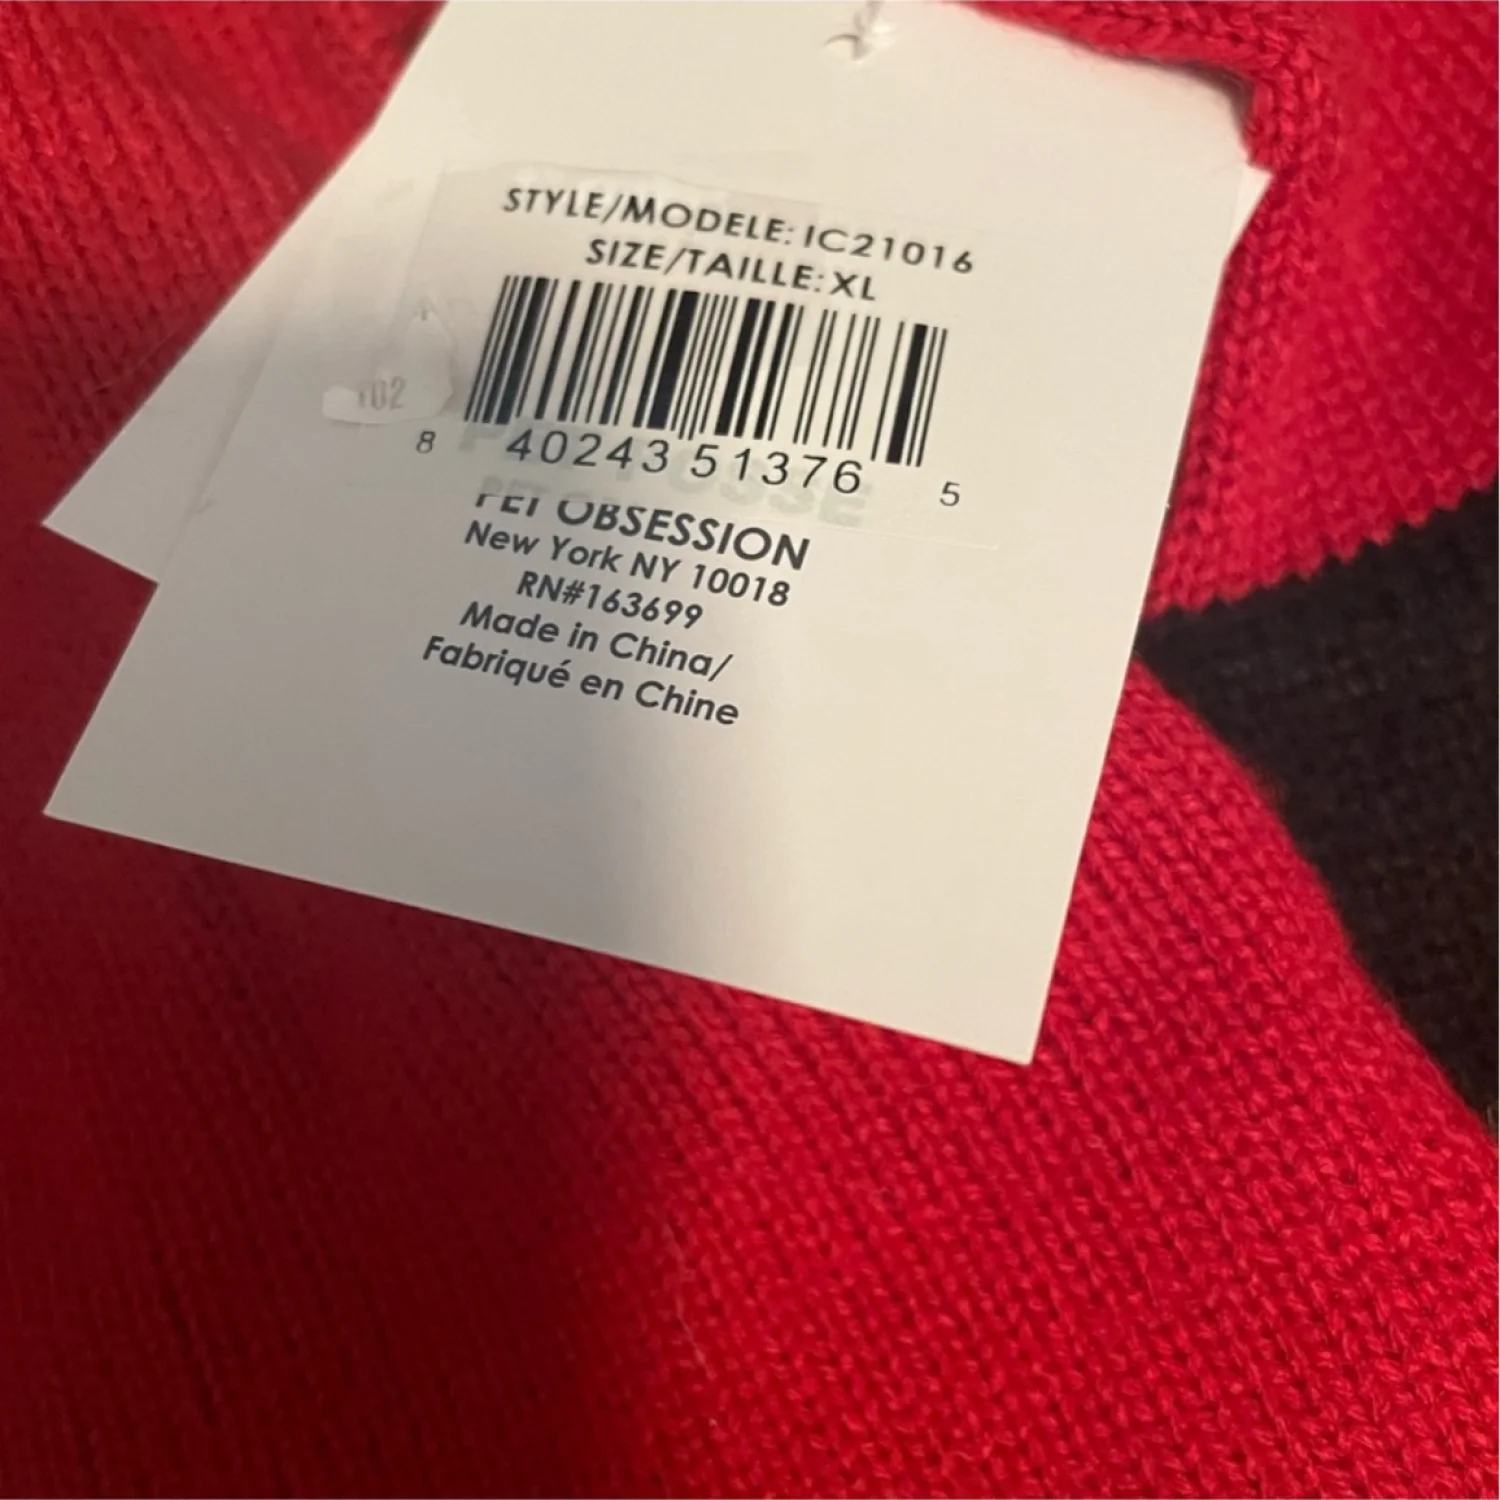 STYLE/MODELE: IC21016
SIZE/TAILLE: XL
8 40243 51376 5
PET OBSESSION
New York NY 10018
RN#163699
Made in China/
Fabriqué en Chine